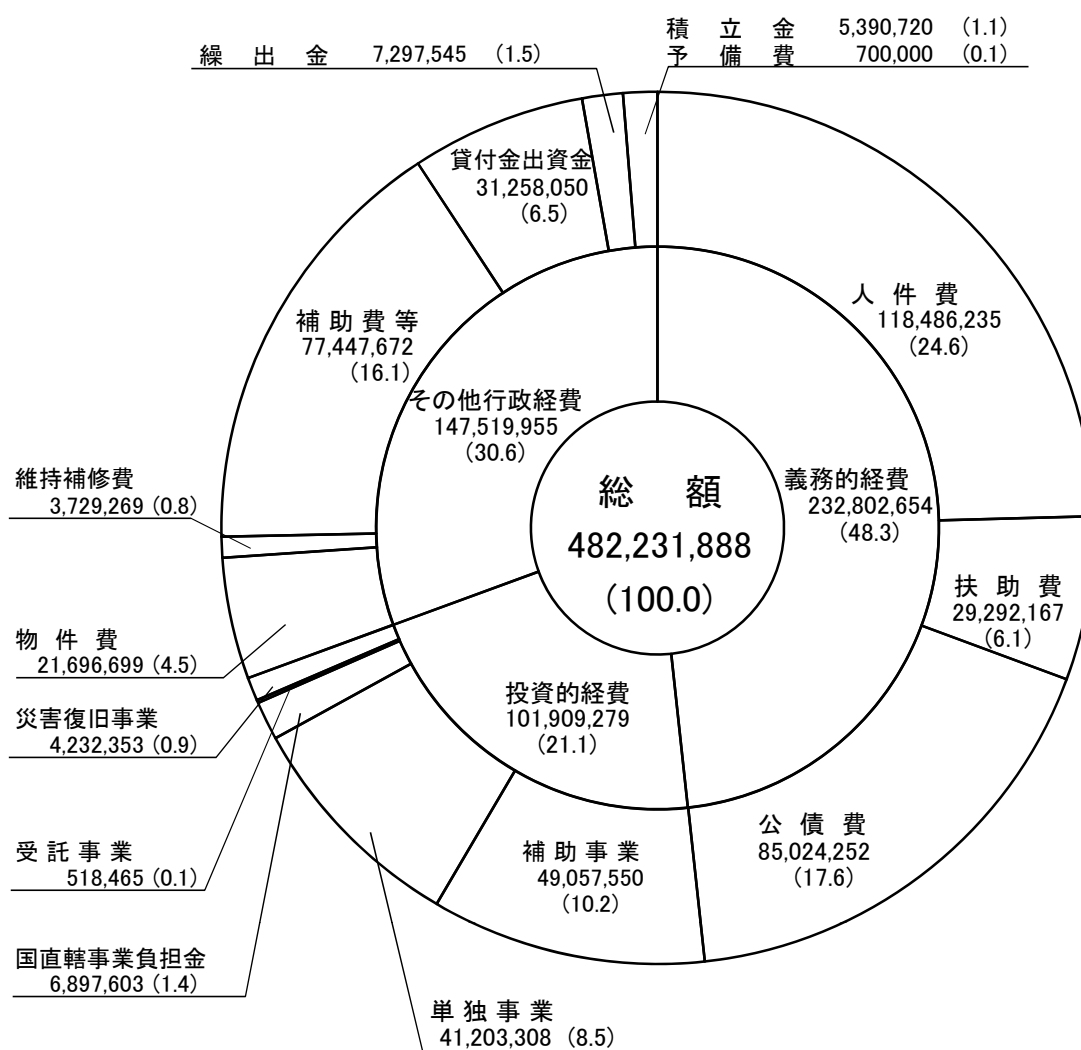 積 立 金 5,390,720 (1.1)
予 備 費 700,000 (0.1)
繰 出 金 7,297,545 (1.5)
貸付金出資金
31,258,050
(6.5)
人 件 費
118,486,235
(24.6)
補 助 費 等
77,447,672
(16.1)
その他行政経費
147,519,955
(30.6)
義務的経費
232,802,654
(48.3)
総 額
482,231,888
(100.0)
維持補修費
3,729,269 (0.8)
扶 助 費
29,292,167
(6.1)
物 件 費
21,696,699 (4.5)
投資的経費
101,909,279
(21.1)
災害復旧事業
4,232,353 (0.9)
公 債 費
85,024,252
(17.6)
補 助 事 業
49,057,550
(10.2)
受 託 事 業
518,465 (0.1)
国直轄事業負担金
6,897,603 (1.4)
単 独 事 業
41,203,308 (8.5)